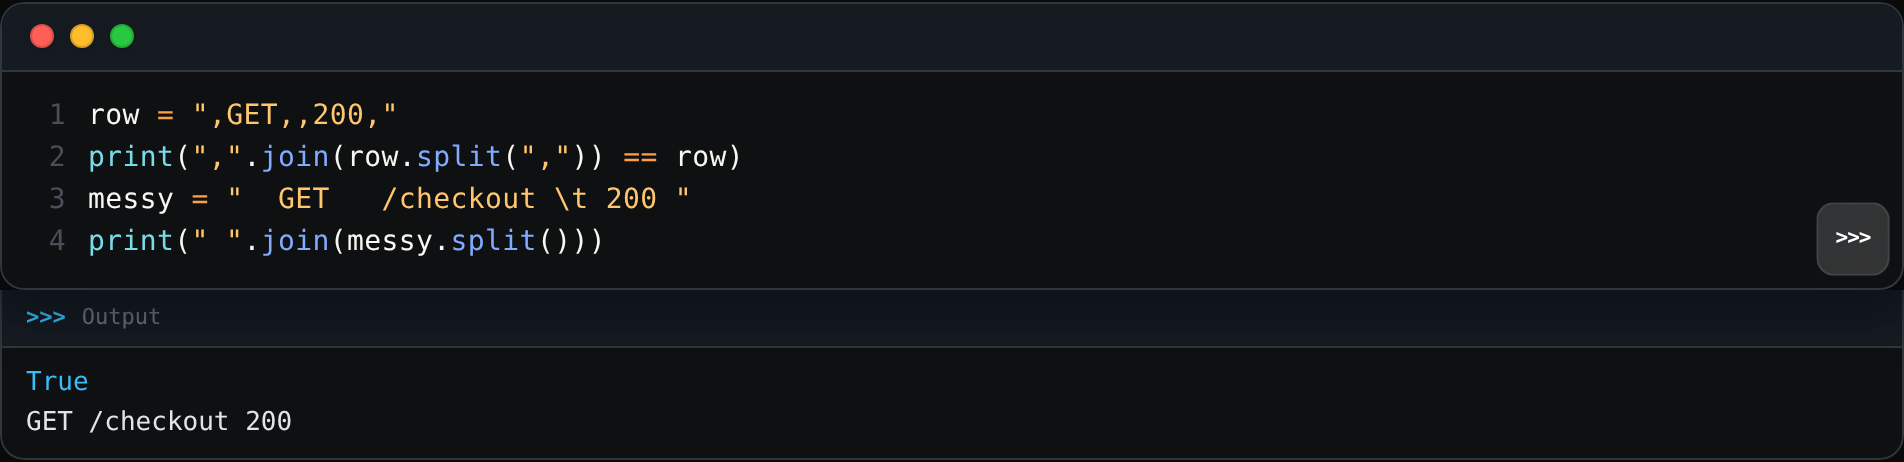 1 row = ",GET,,200,"
2 print(",".join(row.split(",")) == row)
3 messy = "  GET   /checkout \t 200 "
4 print(" ".join(messy.split()))
>>>
>>> Output
True
GET /checkout 200